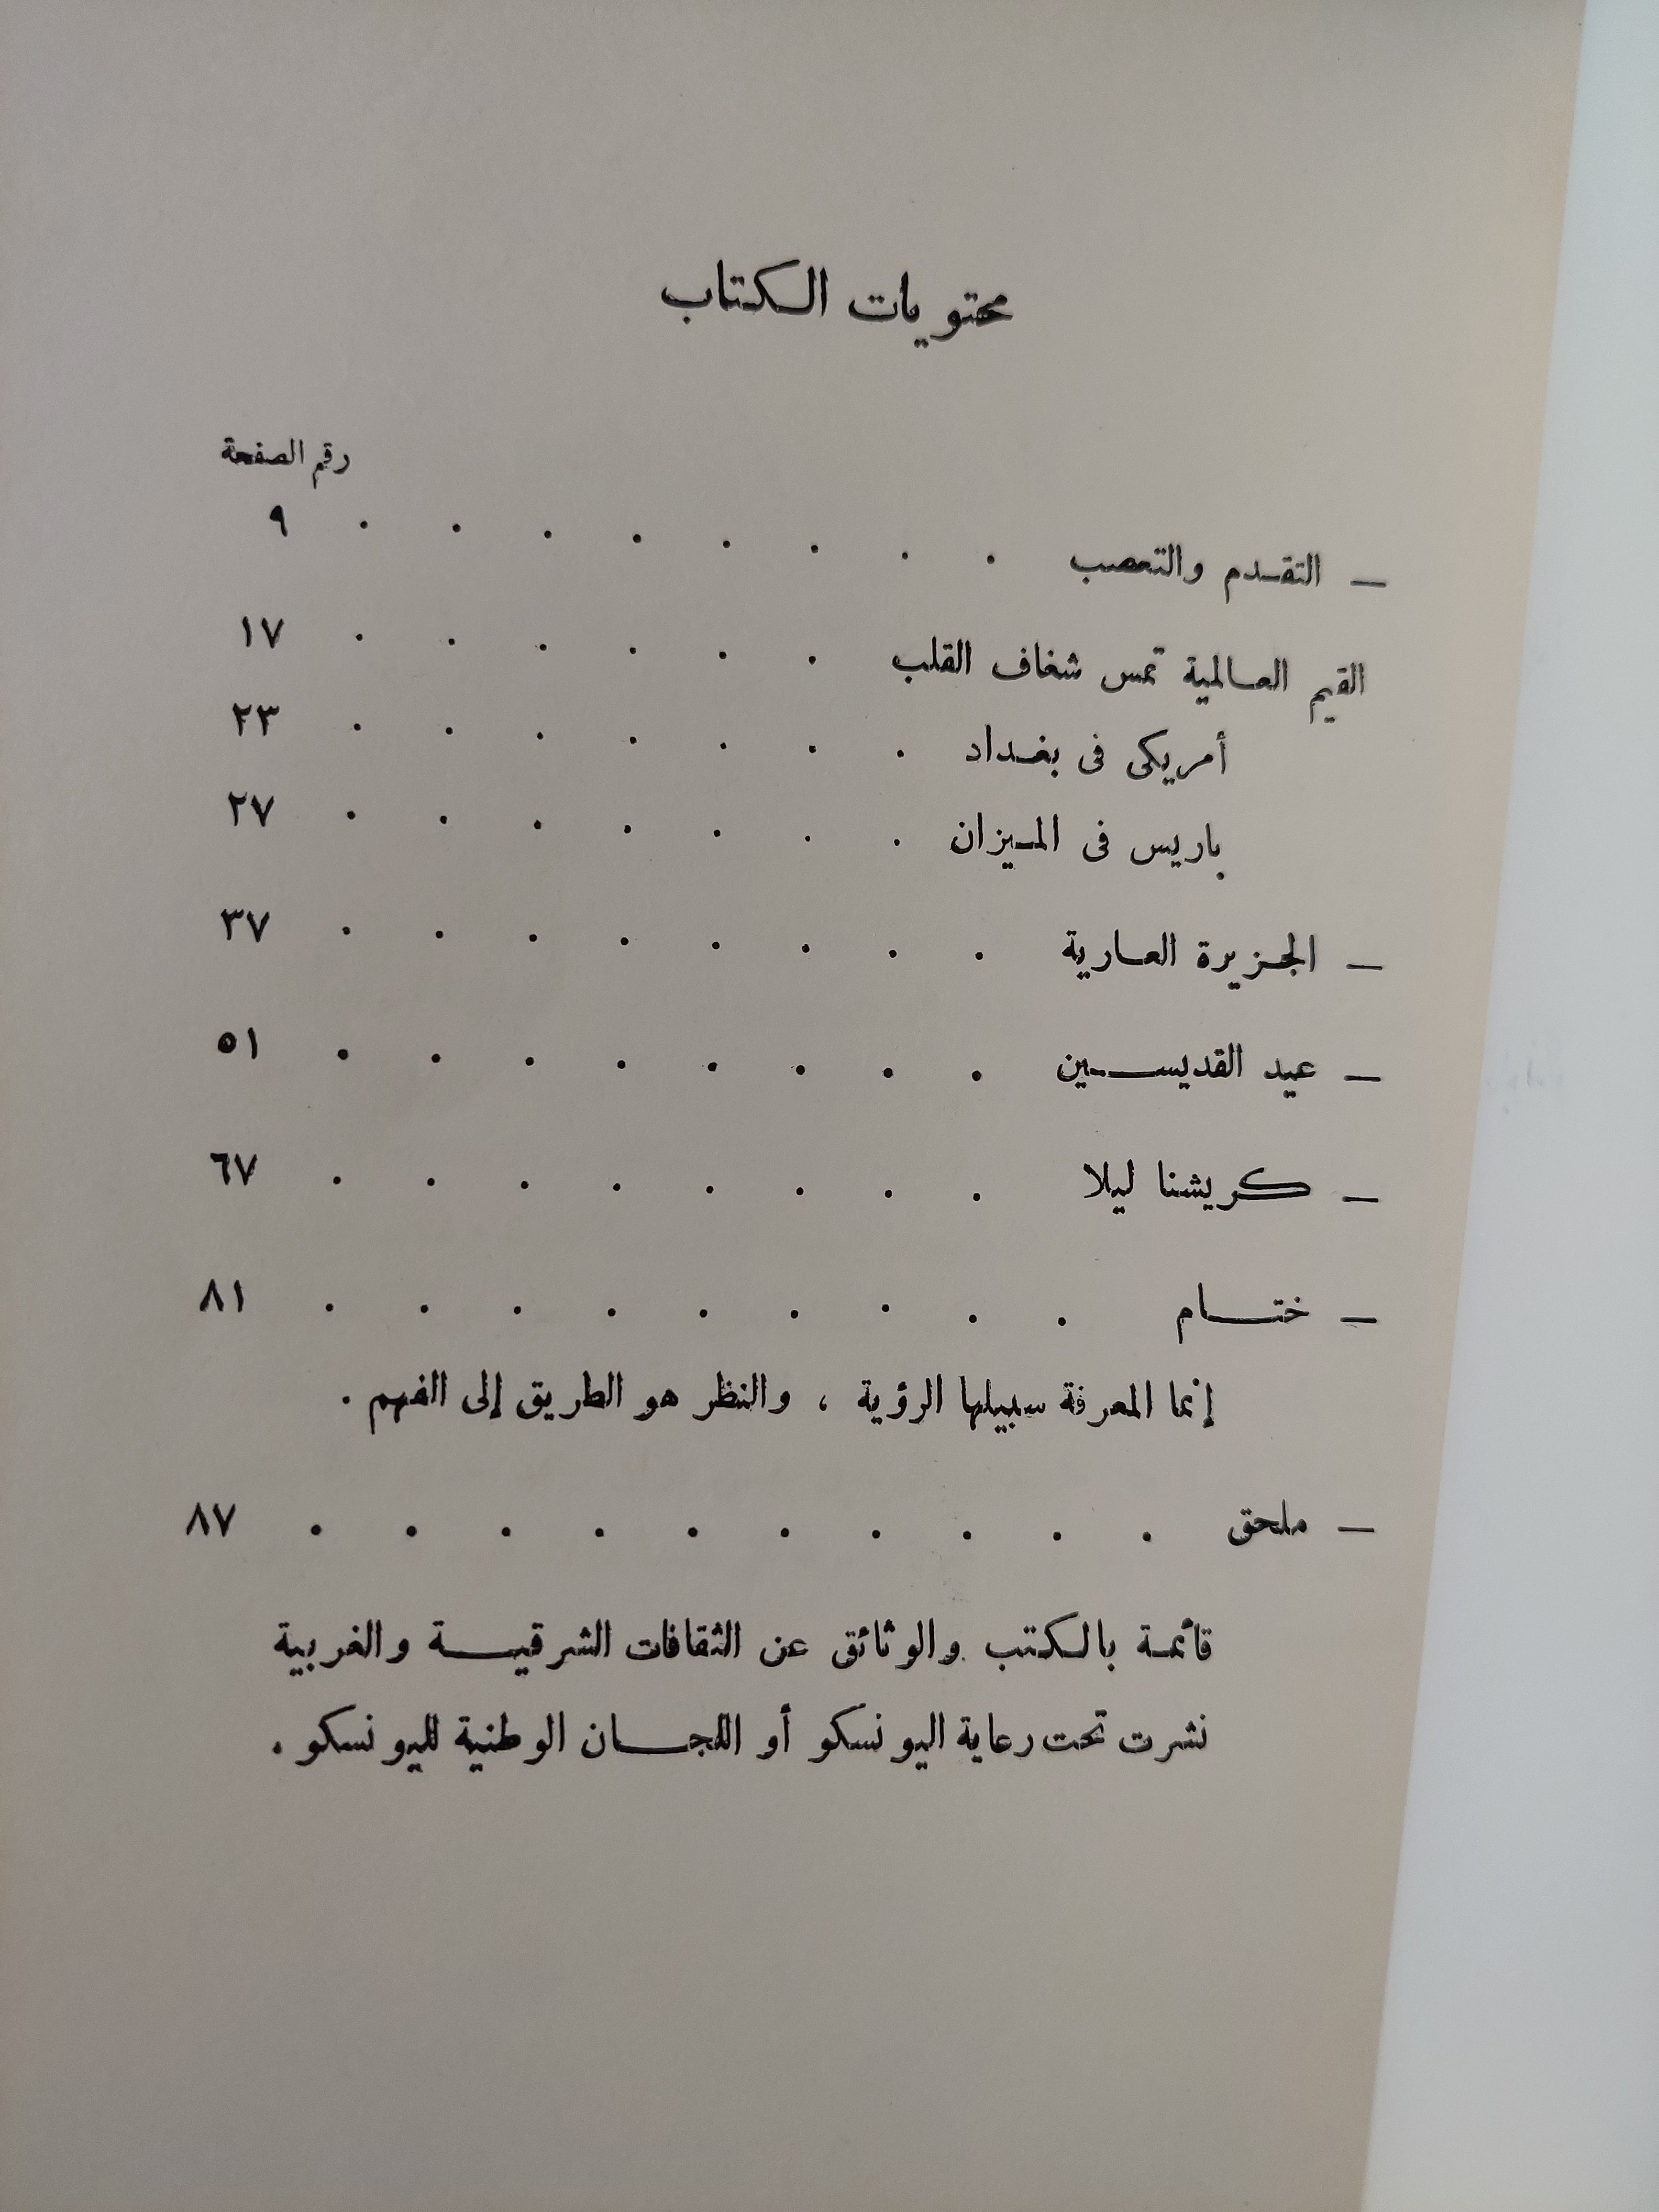 محتويات الكتاب
رقم الصفحة
— التقدم والتعصب . . . . . . . . ٩
القيم العالمية تمس شغاف القلب . . . . . . ١٧
أمريكى فى بغداد . . . . . . . ٢٣
باريس فى الميزان . . . . . . . ٢٧
— الجزيرة العارية . . . . . . . . ٣٧
— عيد القديسين . . . . . . . . ٥١
— كريشنا ليلا . . . . . . . . ٦٧
— ختام . . . . . . . . . ٨١
إنما المعرفة سبيلها الرؤية ، والنظر هو الطريق إلى الفهم .
— ملحق . . . . . . . . . . ٨٧
قائمة بالكتب والوثائق عن الثقافات الشرقية والغربية
نشرت تحت رعاية اليونسكو أو اللجان الوطنية لليونسكو .